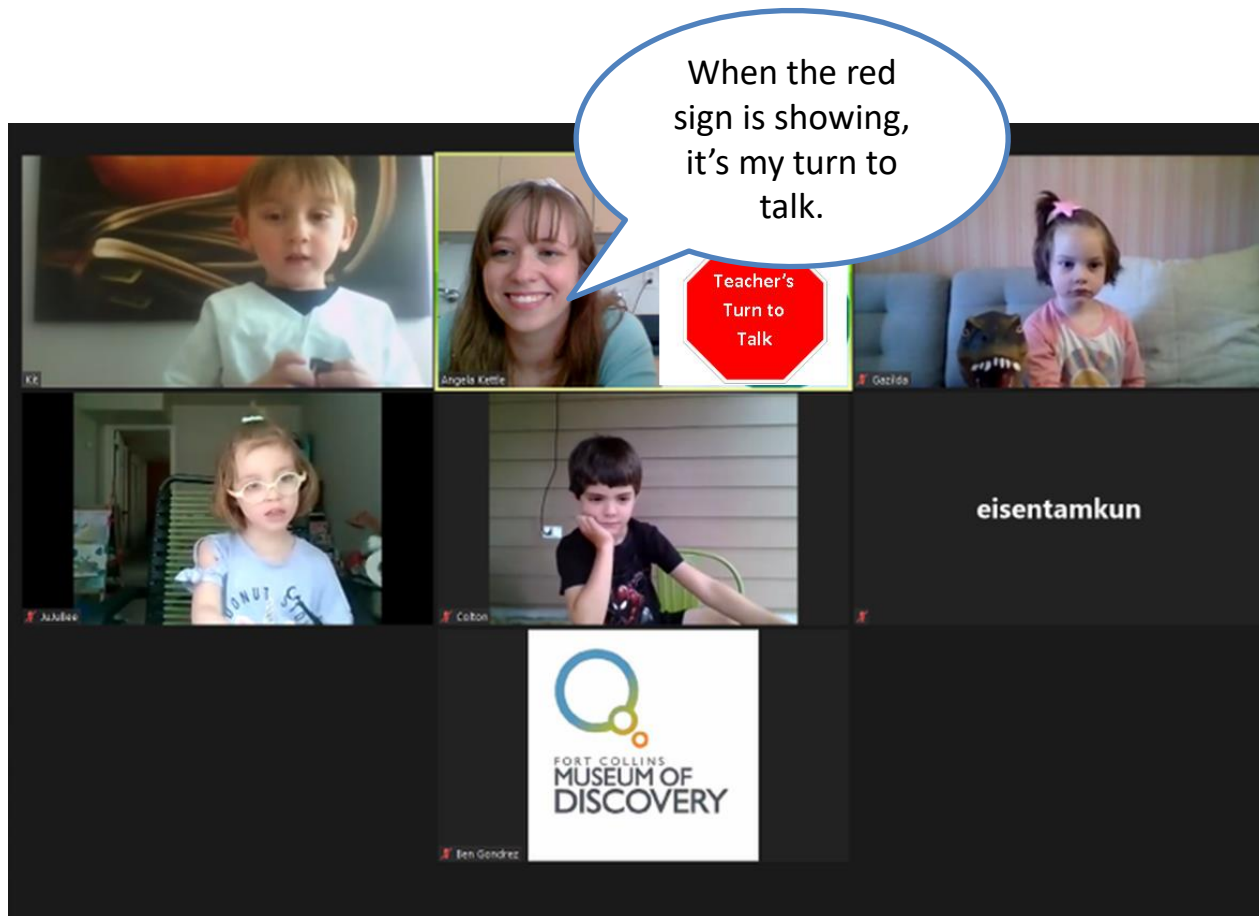 When the red
sign is showing,
it’s my turn to
talk.
Teacher's
Turn to
Talk
Kit
Angela Kettle
Gazilda
DONUT
JuJuBee
Colton
eisentamkun
FORT COLLINS
MUSEUM OF
DISCOVERY
Ben Gondrez